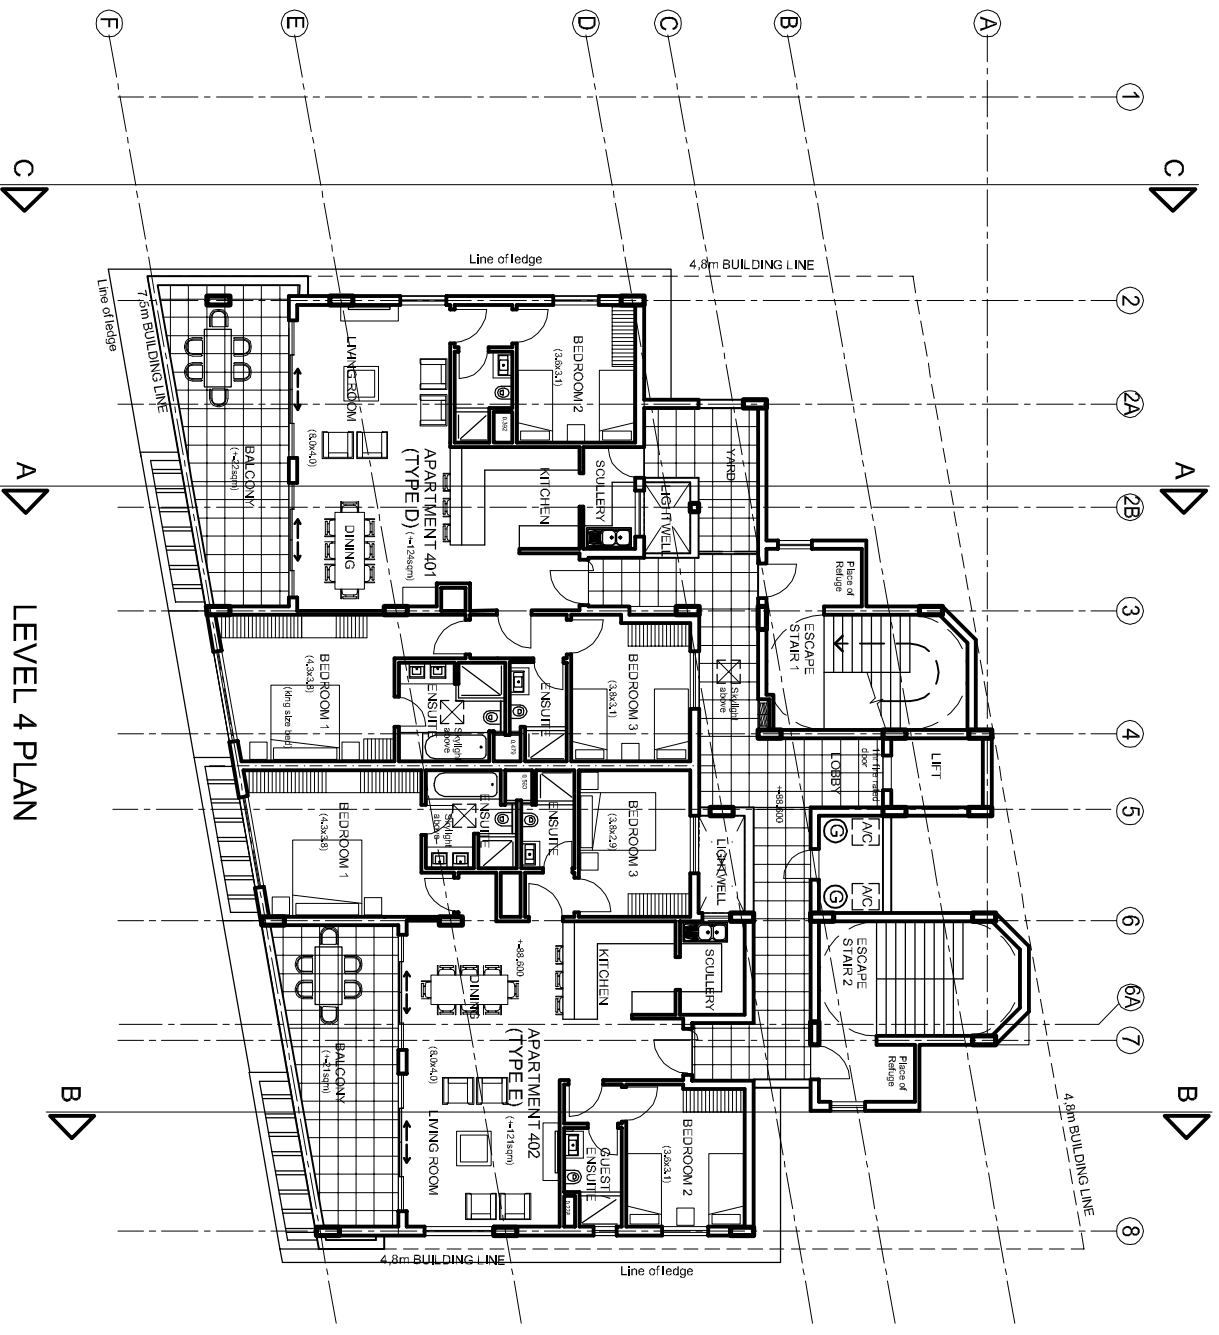 F
E
D
C
B
A
1
2
2A
2B
3
4
5
6
6A
7
8
C
C
A
A
B
B
LEVEL 4 PLAN
Line of ledge
4,8m BUILDING LINE
7,5m BUILDING LINE
Line of ledge
LIVING ROOM
(8.0x4.0)
BALCONY
(+-22sqm)
DINING
APARTMENT 401
(TYPE D)
(+-124sqm)
KITCHEN
SCULLERY
BEDROOM 2
(3.6x3.1)
YARD
LIGHTWELL
Place of
Refuge
ESCAPE
STAIR 1
Skylight
above
BEDROOM 1
(4.3x3.8)
(king size bed)
ENSUITE
Skylight
above
ENSUITE
0.479
BEDROOM 3
(3.8x3.1)
LOBBY
LIFT
door
+-88,600
BEDROOM 1
(4.3x3.8)
ENSUITE
Skylight
above
ENSUITE
BEDROOM 3
(3.8x2.9)
LIGHTWELL
G
A/C
G
A/C
ESCAPE
STAIR 2
Place of
Refuge
+-88,600
DINING
KITCHEN
SCULLERY
BALCONY
(+-21sqm)
APARTMENT 402
(TYPE E)
(+-121sqm)
LIVING ROOM
(8.0x4.0)
GUEST/
ENSUITE
BEDROOM 2
(3.6x3.1)
4,8m BUILDING LINE
4,8m BUILDING LINE
Line of ledge